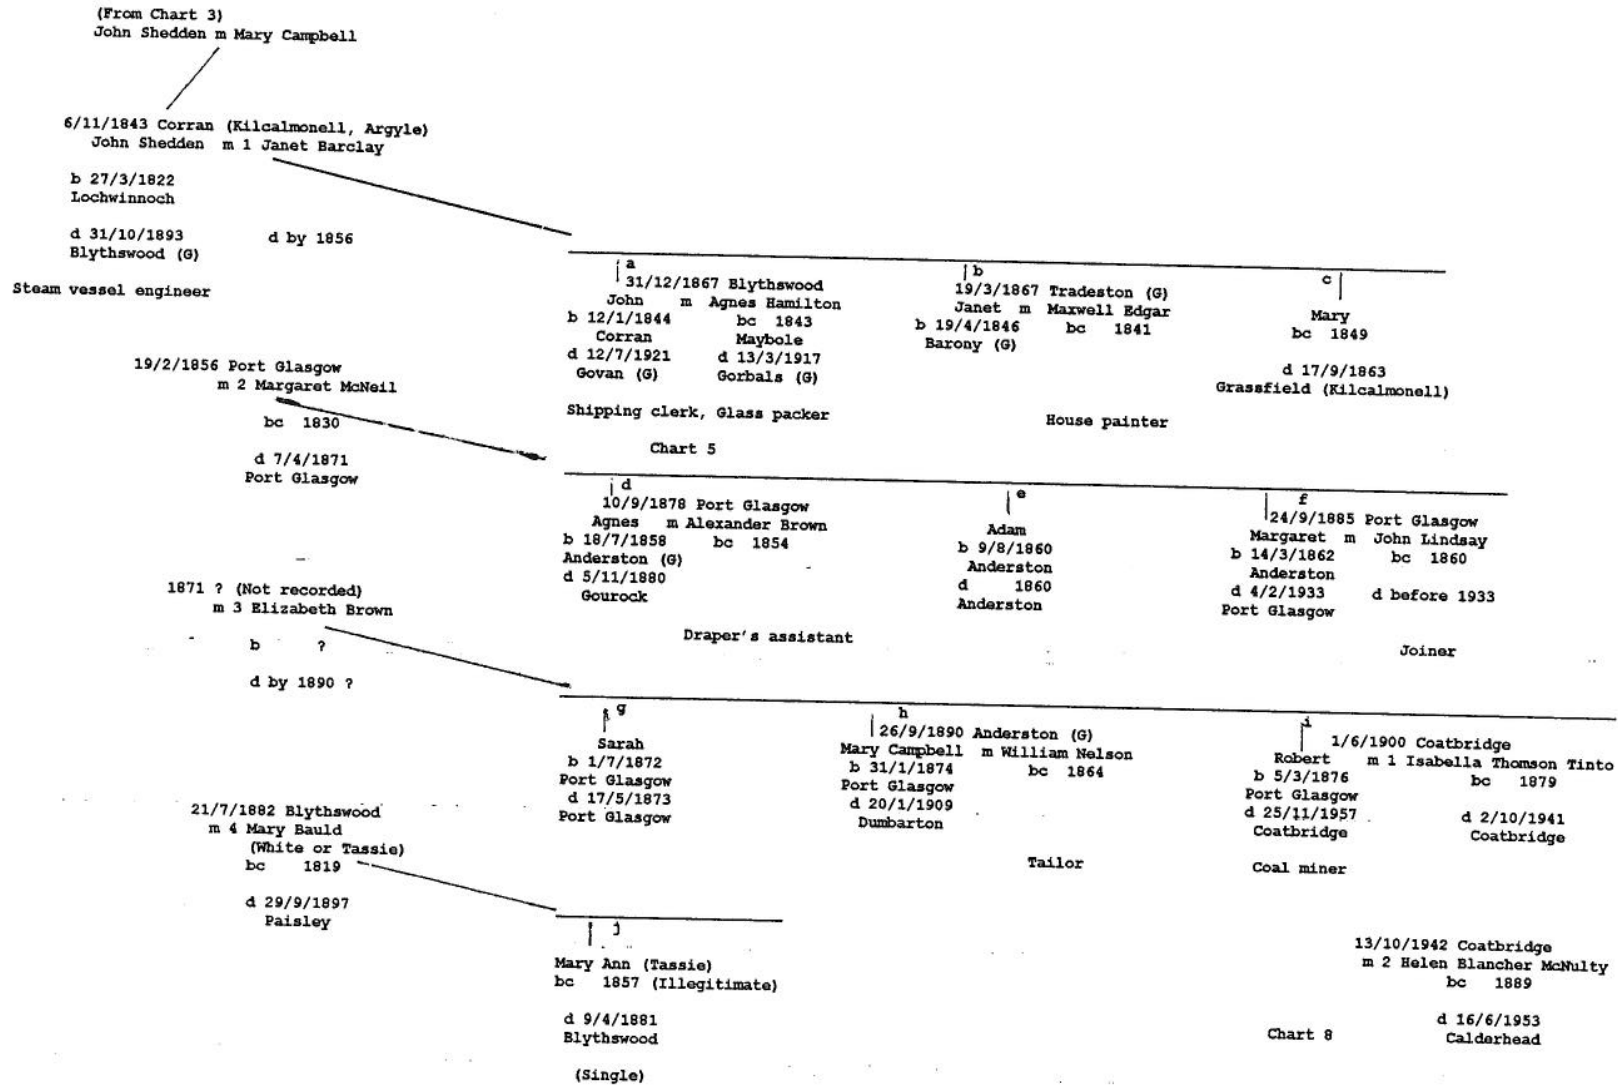 (From Chart 3)
John Shedden m Mary Campbell
6/11/1843 Corran (Kilcalmonell, Argyle)
John Shedden m 1 Janet Barclay
b 27/3/1822
Lochwinnoch
d 31/10/1893 d by 1856
Blythswood (G)
Steam vessel engineer
a
31/12/1867 Blythswood
John m Agnes Hamilton
b 12/1/1844 bc 1843
Corran Maybole
d 12/7/1921 d 13/3/1917
Govan (G) Gorbals (G)
Shipping clerk, Glass packer
Chart 5
b
19/3/1867 Tradeston (G)
Janet m Maxwell Edgar
b 19/4/1846 bc 1841
Barony (G)
House painter
c
Mary
bc 1849
d 17/9/1863
Grassfield (Kilcalmonell)
19/2/1856 Port Glasgow
m 2 Margaret McNeil
bc 1830
d 7/4/1871
Port Glasgow
d
10/9/1878 Port Glasgow
Agnes m Alexander Brown
b 18/7/1858 bc 1854
Anderston (G)
d 5/11/1880
Gourock
Draper's assistant
e
Adam
b 9/8/1860
Anderston
d 1860
Anderston
f
24/9/1885 Port Glasgow
Margaret m John Lindsay
b 14/3/1862 bc 1860
Anderston
d 4/2/1933 d before 1933
Port Glasgow
Joiner
1871 ? (Not recorded)
m 3 Elizabeth Brown
b ?
d by 1890 ?
g
Sarah
b 1/7/1872
Port Glasgow
d 17/5/1873
Port Glasgow
h
26/9/1890 Anderston (G)
Mary Campbell m William Nelson
b 31/1/1874 bc 1864
Port Glasgow
d 20/1/1909
Dumbarton
Tailor
i
1/6/1900 Coatbridge
Robert m 1 Isabella Thomson Tinto
b 5/3/1876 bc 1879
Port Glasgow
d 25/11/1957 d 2/10/1941
Coatbridge Coatbridge
Coal miner
21/7/1882 Blythswood
m 4 Mary Bauld
(White or Tassie)
bc 1819
d 29/9/1897
Paisley
j
Mary Ann (Tassie)
bc 1857 (Illegitimate)
d 9/4/1881
Blythswood
(Single)
13/10/1942 Coatbridge
m 2 Helen Blancher McNulty
bc 1889
d 16/6/1953
Chart 8 Calderhead